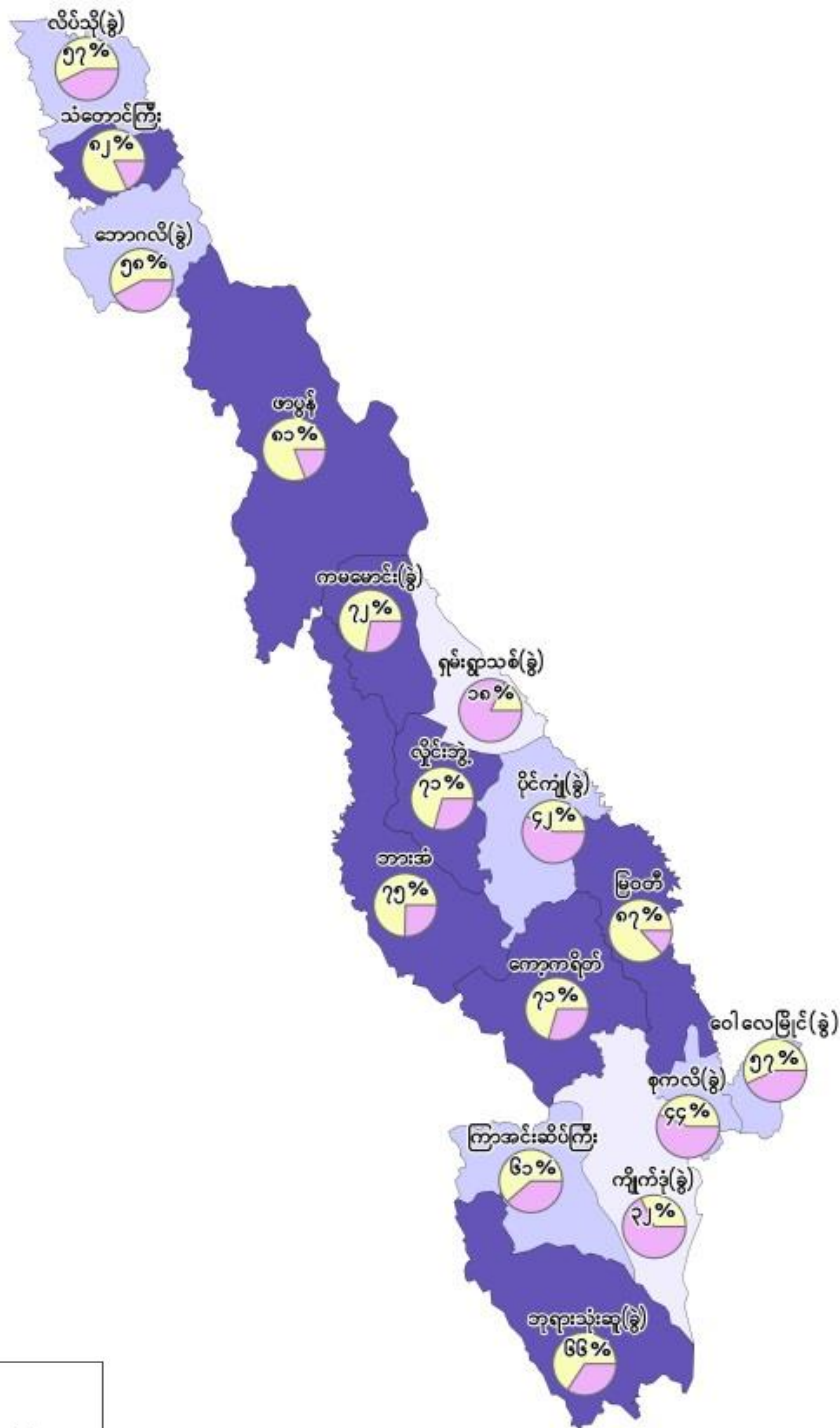 လိပ်သို(ခွဲ)
၅၇%
သံတောင်ကြီး
၈၂%
ဘောဂလိ(ခွဲ)
၅၈%
ဖာပွန်
၈၁%
ကမမောင်း(ခွဲ)
၇၂%
ရှမ်းရွာသစ်(ခွဲ)
၁၈%
လှိုင်းဘွဲ့
၇၁%
ပိုင်ကျုံ(ခွဲ)
၄၂%
ဘားအံ
၇၅%
မြဝတီ
၈၇%
ကော့ကရိတ်
၇၁%
ဝေါလေမြိုင်(ခွဲ)
၅၇%
စုကလိ(ခွဲ)
၄၄%
ကြာအင်းဆိပ်ကြီး
၆၁%
ကျိုက်ဒုံ(ခွဲ)
၃၂%
ဘုရားသုံးဆူ(ခွဲ)
၆၆%